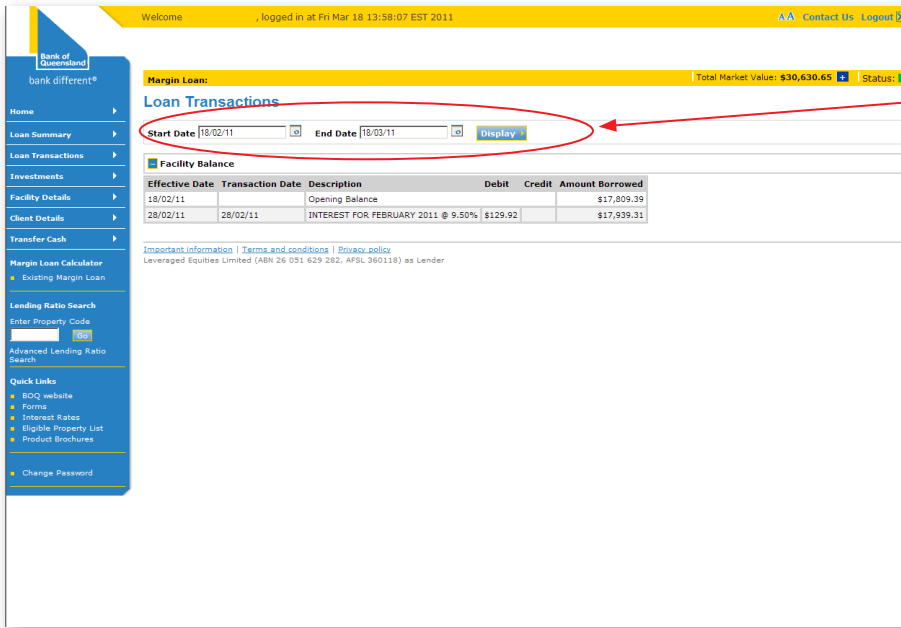 Welcome , logged in at Fri Mar 18 13:58:07 EST 2011
AA Contact Us Logout
Bank of
Queensland
bank different®
Margin Loan:
Total Market Value: $30,630.65 + Status:
Loan Transactions
Start Date 18/02/11 End Date 18/03/11 Display
Facility Balance
Effective Date Transaction Date Description Debit Credit Amount Borrowed
18/02/11 Opening Balance $17,809.39
28/02/11 28/02/11 INTEREST FOR FEBRUARY 2011 @ 9.50% $129.92 $17,939.31
Important information | Terms and conditions | Privacy policy
Leveraged Equities Limited (ABN 26 051 629 282, AFSL 360118) as Lender
Home
Loan Summary
Loan Transactions
Investments
Facility Details
Client Details
Transfer Cash
Margin Loan Calculator
Existing Margin Loan
Lending Ratio Search
Enter Property Code
Go
Advanced Lending Ratio
Search
Quick Links
BOQ website
Forms
Interest Rates
Eligible Property List
Product Brochures
Change Password